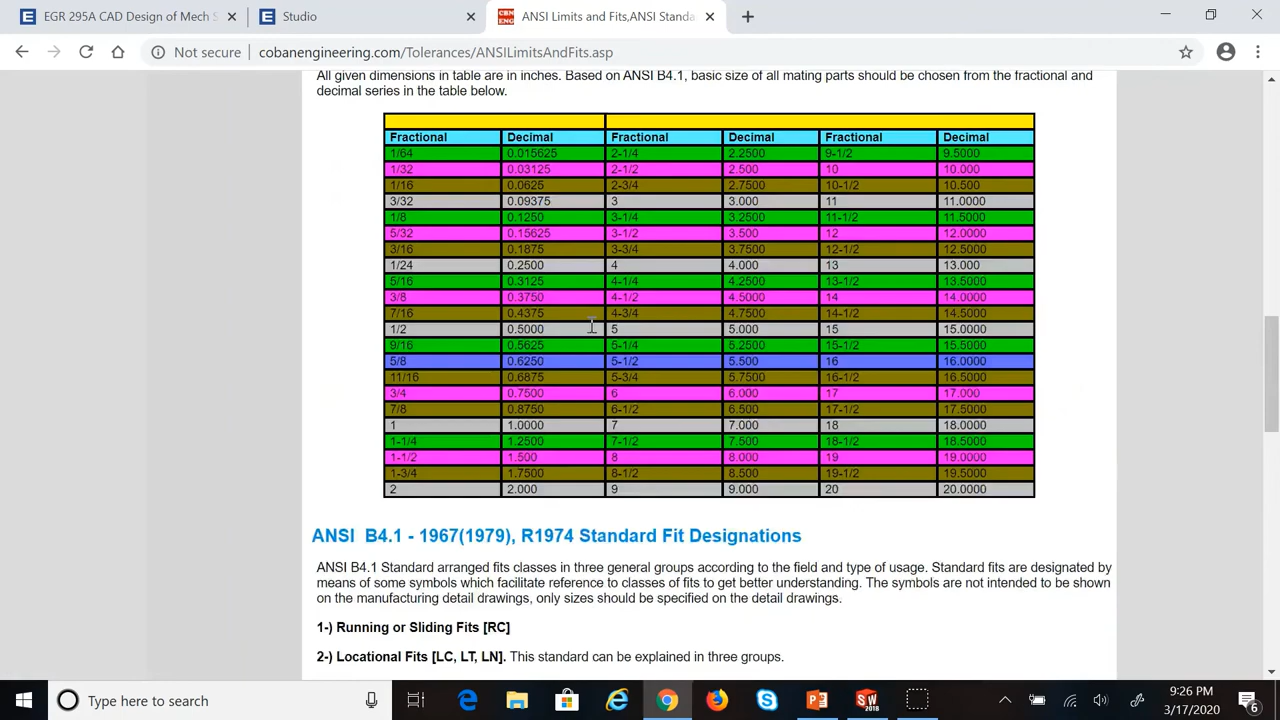 EGR 295A CAD Design of Mech S
Studio
ANSI Limits and Fits,ANSI Standa
Not secure
cobanengineering.com/Tolerances/ANSILimitsAndFits.asp
All given dimensions in table are in inches. Based on ANSI B4.1, basic size of all mating parts should be chosen from the fractional and
decimal series in the table below.
Fractional Decimal Fractional Decimal Fractional Decimal
1/64 0.015625 2-1/4 2.2500 9-1/2 9.5000
1/32 0.03125 2-1/2 2.500 10 10.000
1/16 0.0625 2-3/4 2.7500 10-1/2 10.500
3/32 0.09375 3 3.000 11 11.0000
1/8 0.1250 3-1/4 3.2500 11-1/2 11.5000
5/32 0.15625 3-1/2 3.500 12 12.0000
3/16 0.1875 3-3/4 3.7500 12-1/2 12.5000
1/24 0.2500 4 4.000 13 13.000
5/16 0.3125 4-1/4 4.2500 13-1/2 13.5000
3/8 0.3750 4-1/2 4.5000 14 14.0000
7/16 0.4375 4-3/4 4.7500 14-1/2 14.5000
1/2 0.5000 5 5.000 15 15.0000
9/16 0.5625 5-1/4 5.2500 15-1/2 15.5000
5/8 0.6250 5-1/2 5.500 16 16.0000
11/16 0.6875 5-3/4 5.7500 16-1/2 16.5000
3/4 0.7500 6 6.000 17 17.000
7/8 0.8750 6-1/2 6.500 17-1/2 17.5000
1 1.0000 7 7.000 18 18.0000
1-1/4 1.2500 7-1/2 7.500 18-1/2 18.5000
1-1/2 1.500 8 8.000 19 19.0000
1-3/4 1.7500 8-1/2 8.500 19-1/2 19.5000
2 2.000 9 9.000 20 20.0000
ANSI B4.1 - 1967(1979), R1974 Standard Fit Designations
ANSI B4.1 Standard arranged fits classes in three general groups according to the field and type of usage. Standard fits are designated by
means of some symbols which facilitate reference to classes of fits to get better understanding. The symbols are not intended to be shown
on the manufacturing detail drawings, only sizes should be specified on the detail drawings.
1-) Running or Sliding Fits [RC]
2-) Locational Fits [LC, LT, LN]. This standard can be explained in three groups.
Type here to search
9:26 PM
3/17/2020
6